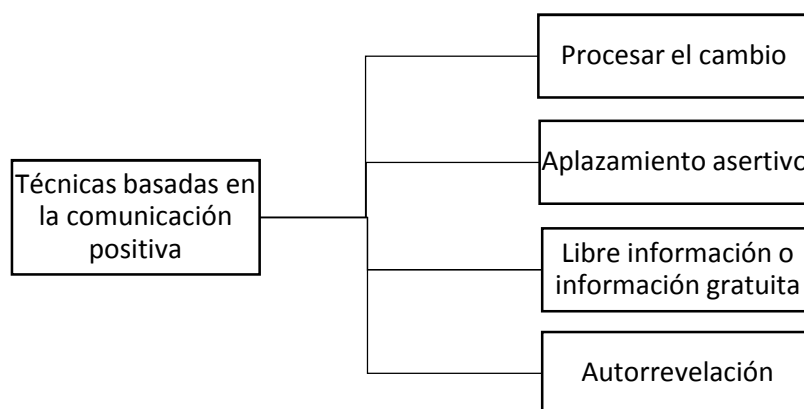 Técnicas basadas en
la comunicación
positiva
Procesar el cambio
Aplazamiento asertivo
Libre información o
información gratuita
Autorrevelación